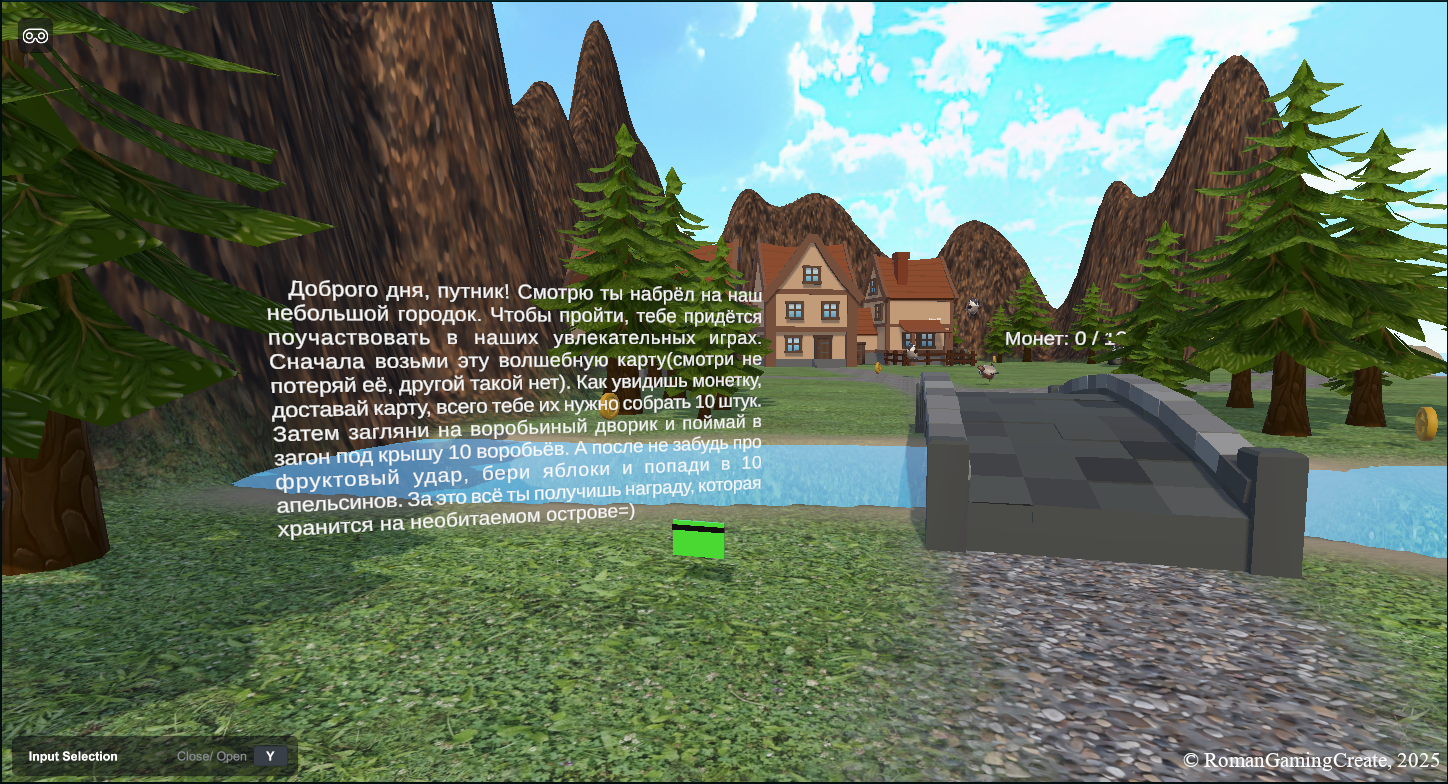 Доброго дня, путник! Смотрю ты набрёл на наш
небольшой городок. Чтобы пройти, тебе придётся
поучаствовать в наших увлекательных играх.
Сначала возьми эту волшебную карту(смотри не
потеряй её, другой такой нет). Как увидишь монетку,
доставай карту, всего тебе их нужно собрать 10 штук.
Затем загляни на воробьиный дворик и поймай в
загон под крышу 10 воробьёв. А после не забудь про
фруктовый удар, бери яблоки и попади в 10
апельсинов. За это всё ты получишь награду, которая
хранится на необитаемом острове=)
Монет: 0 /
Input Selection Close/ Open Y
© RomanGamingCreate, 2025